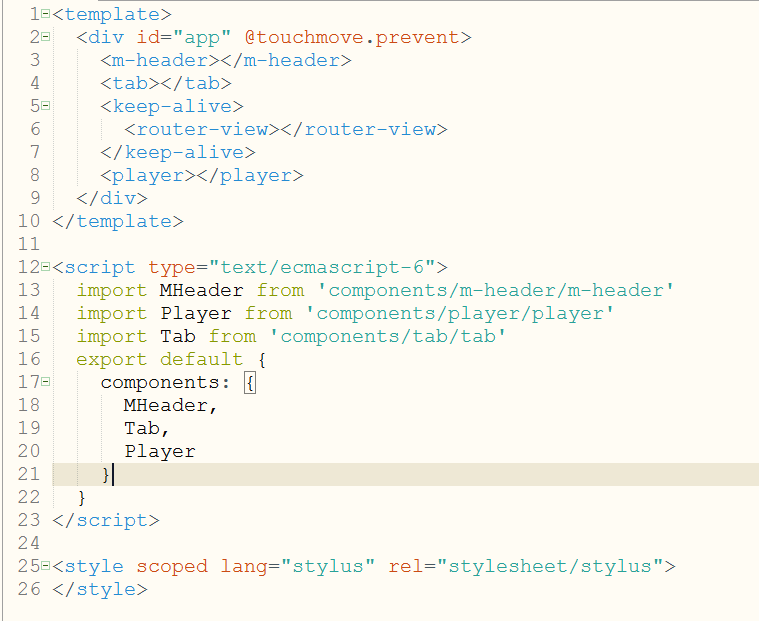 1 <template>
2   <div id="app" @touchmove.prevent>
3     <m-header></m-header>
4     <tab></tab>
5     <keep-alive>
6       <router-view></router-view>
7     </keep-alive>
8     <player></player>
9   </div>
10 </template>
11
12 <script type="text/ecmascript-6">
13   import MHeader from 'components/m-header/m-header'
14   import Player from 'components/player/player'
15   import Tab from 'components/tab/tab'
16   export default {
17     components: {
18       MHeader,
19       Tab,
20       Player
21     }
22   }
23 </script>
24
25 <style scoped lang="stylus" rel="stylesheet/stylus">
26 </style>